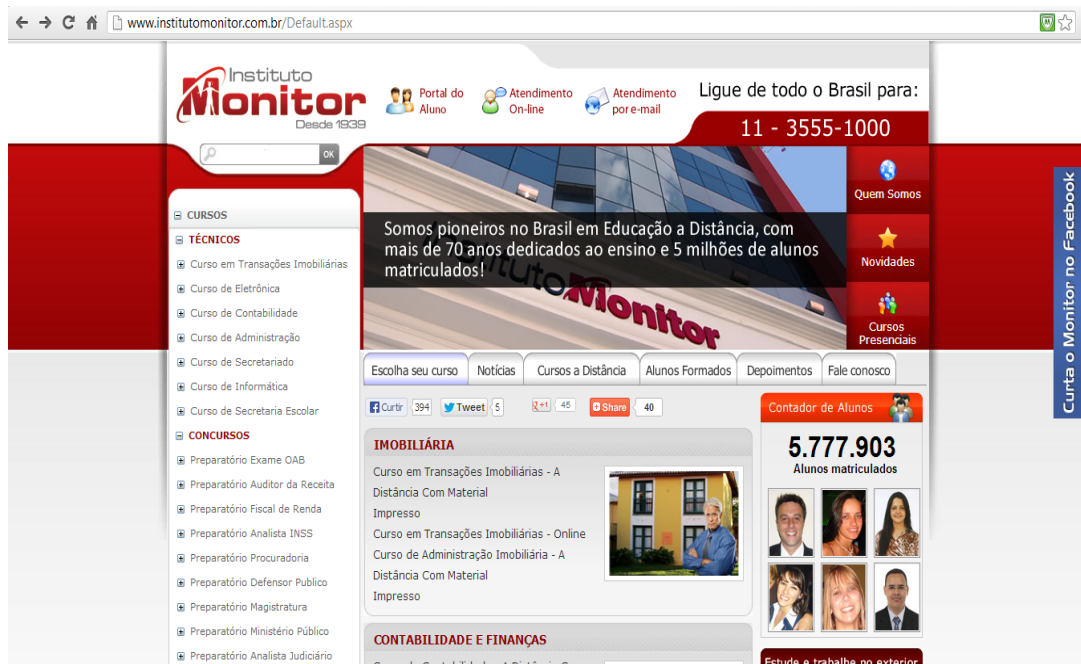 www.institutomonitor.com.br/Default.aspx
Instituto
Monitor
Desde 1939
Portal do
Aluno
Atendimento
On-line
Atendimento
por e-mail
Ligue de todo o Brasil para:
11 - 3555-1000
OK
Somos pioneiros no Brasil em Educação a Distância, com
mais de 70 anos dedicados ao ensino e 5 milhões de alunos
matriculados!
Instituto Monitor
Quem Somos
Novidades
Cursos
Presenciais
Curta o Monitor no Facebook
CURSOS
TÉCNICOS
Curso em Transações Imobiliárias
Curso de Eletrônica
Curso de Contabilidade
Curso de Administração
Curso de Secretariado
Curso de Informática
Curso de Secretaria Escolar
CONCURSOS
Preparatório Exame OAB
Preparatório Auditor da Receita
Preparatório Fiscal de Renda
Preparatório Analista INSS
Preparatório Procuradoria
Preparatório Defensor Publico
Preparatório Magistratura
Preparatório Ministério Público
Preparatório Analista Judiciário
Escolha seu curso
Notícias
Cursos a Distância
Alunos Formados
Depoimentos
Fale conosco
Curtir 394
Tweet 5
+1 45
Share 40
IMOBILIÁRIA
Curso em Transações Imobiliárias - A
Distância Com Material
Impresso
Curso em Transações Imobiliárias - Online
Curso de Administração Imobiliária - A
Distância Com Material
Impresso
CONTABILIDADE E FINANÇAS
Contador de Alunos
5.777.903
Alunos matriculados
Estude e trabalhe no exterior